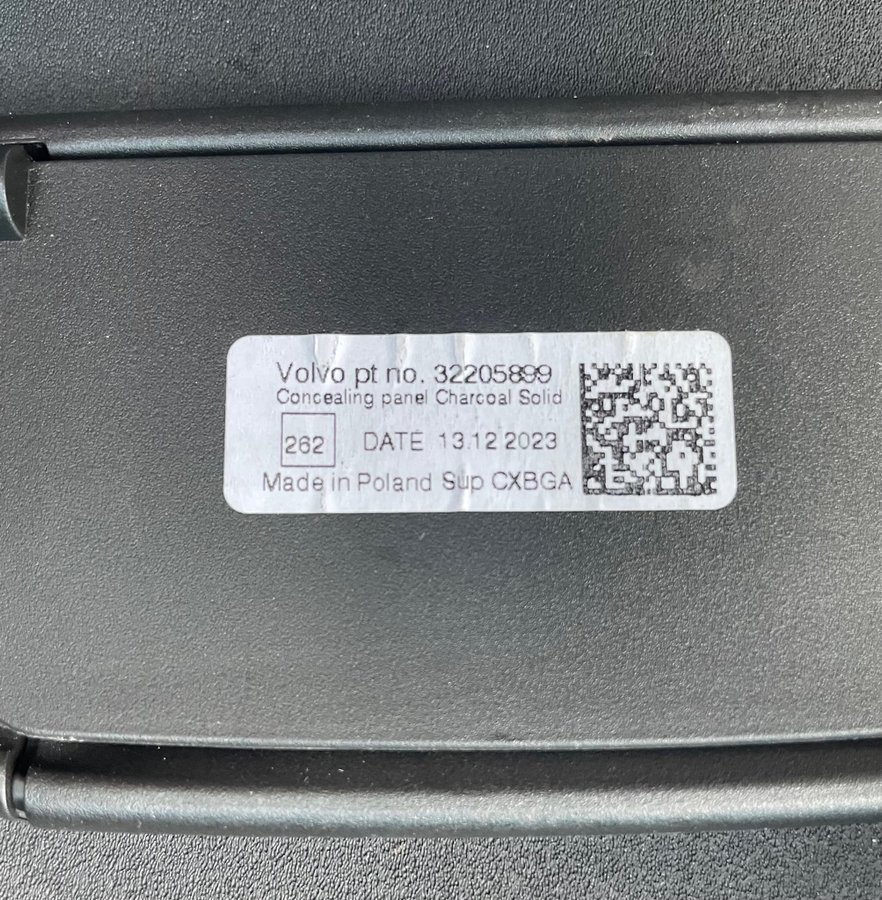 Volvo pt no. 32205899
Concealing panel Charcoal Solid
262 DATE 13.12 2023
Made in Poland Sup CXBGA